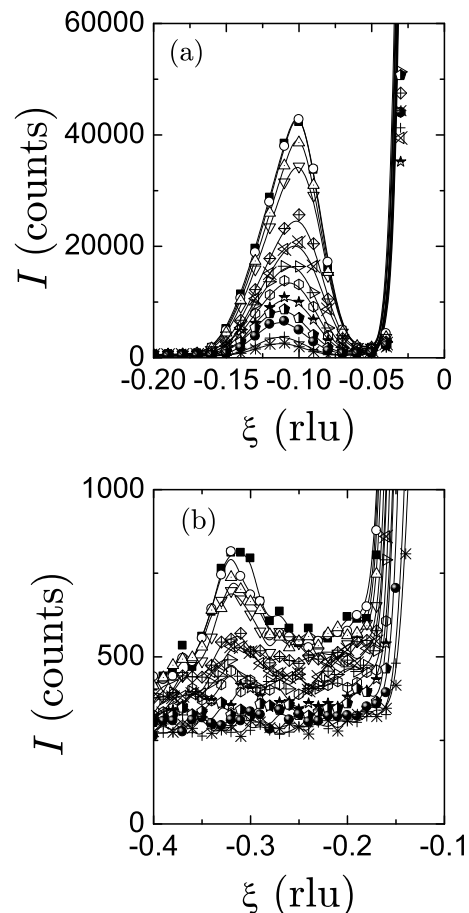 (a)
60000
40000
20000
0
I (counts)
-0.20 -0.15 -0.10 -0.05 0
ξ (rlu)
(b)
1000
500
0
I (counts)
-0.4 -0.3 -0.2 -0.1
ξ (rlu)